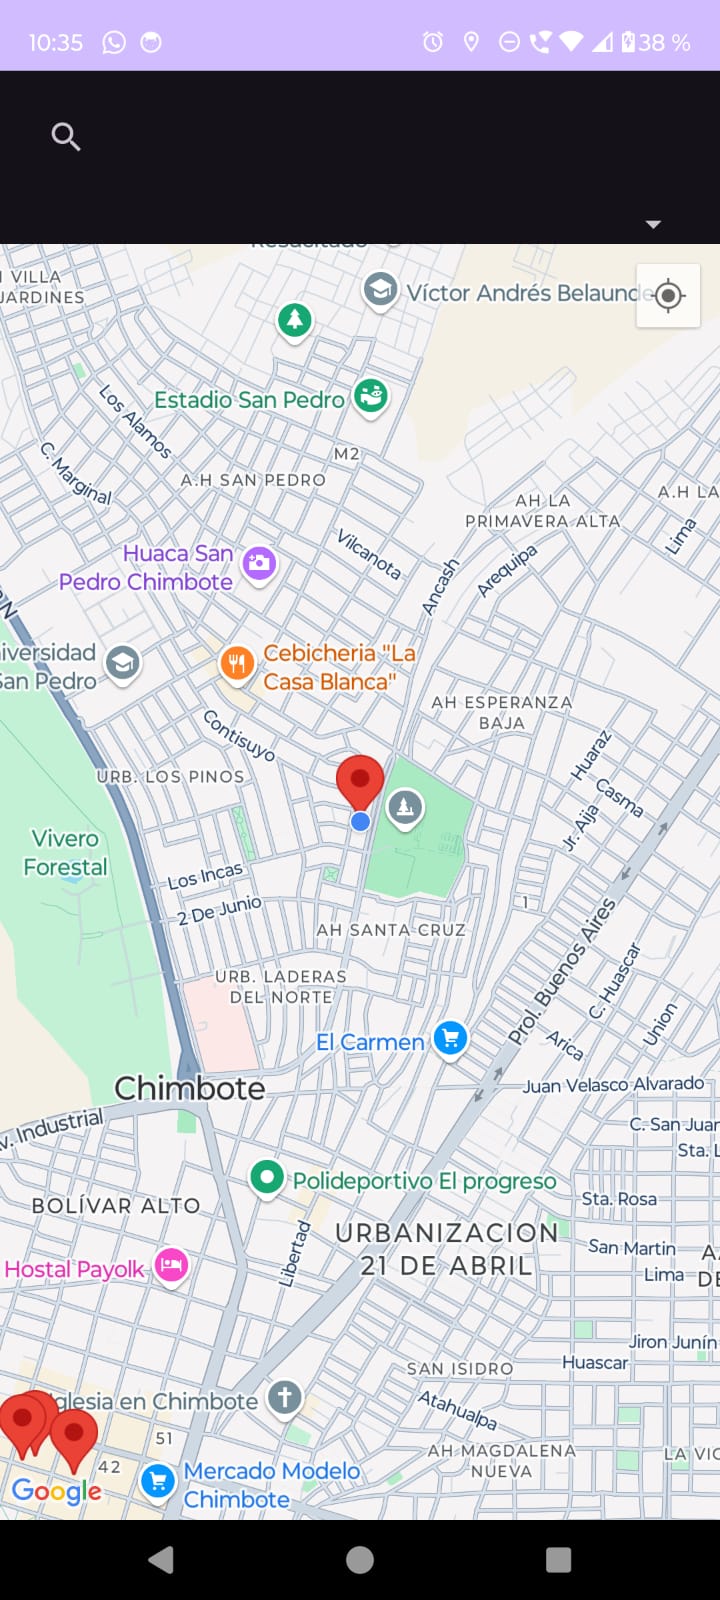 10:35
38 %
Víctor Andrés Belaunde
VILLA
JARDINES
Estadio San Pedro
Los Alamos
M2
C. Marginal
A.H SAN PEDRO
A.H LA
AH LA
PRIMAVERA ALTA
Lima
Vilcanota
Huaca San
Pedro Chimbote
Ancash
Arequipa
iversidad
San Pedro
Cebicheria "La
Casa Blanca"
AH ESPERANZA
BAJA
Contisuyo
Huaraz
URB. LOS PINOS
Casma
Jr. Aija
Vivero
Forestal
Los Incas
2 De Junio
1
AH SANTA CRUZ
Prol. Buenos Aires
C. Huascar
URB. LADERAS
DEL NORTE
Union
El Carmen
Arica
Chimbote
Juan Velasco Alvarado
v. Industrial
C. San Juan
Sta. L
Polideportivo El progreso
Sta. Rosa
BOLÍVAR ALTO
Libertad
URBANIZACION
21 DE ABRIL
San Martin
Lima
Hostal Payolk
Jiron Junín
Huascar
SAN ISIDRO
Iglesia en Chimbote
Atahualpa
51
AH MAGDALENA
NUEVA
LA VIC
42
Mercado Modelo
Chimbote
Google